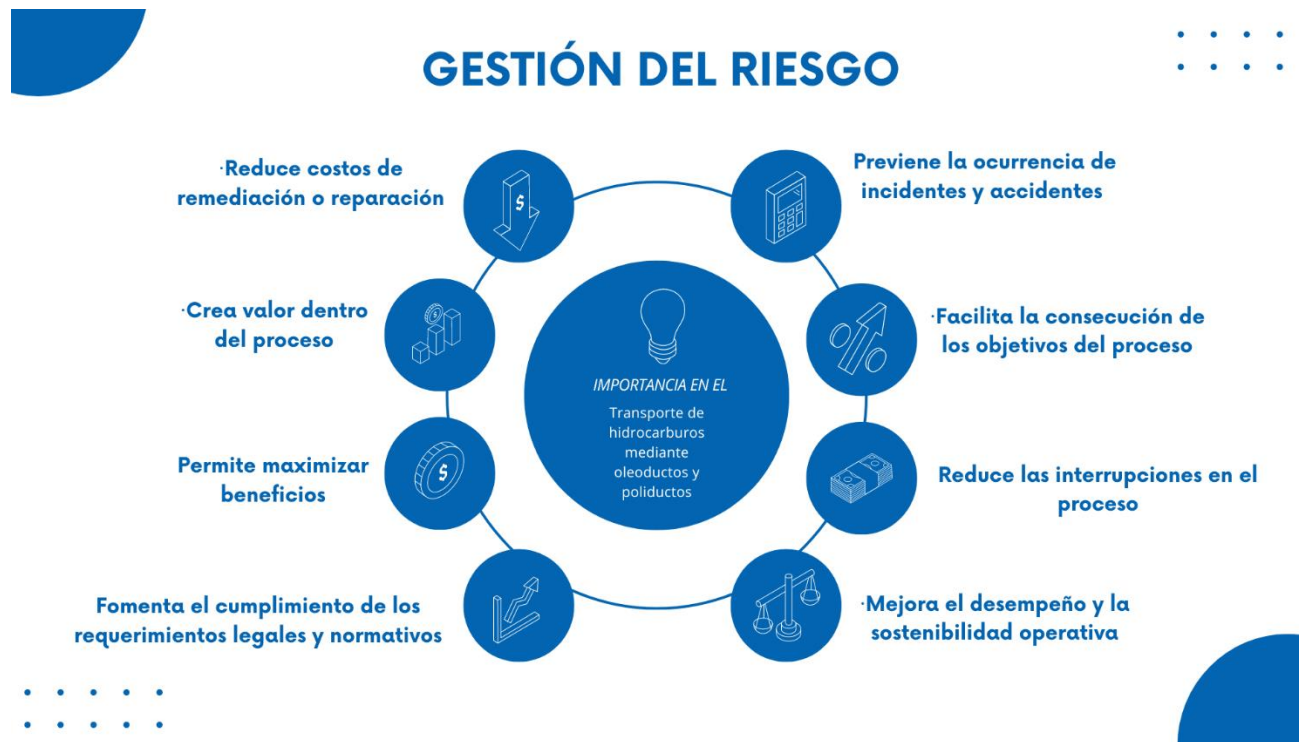 GESTIÓN DEL RIESGO
·Reduce costos de
remediación o reparación
Previene la ocurrencia de
incidentes y accidentes
·Crea valor dentro
del proceso
·Facilita la consecución de
los objetivos del proceso
IMPORTANCIA EN EL
Transporte de
hidrocarburos
mediante
oleoductos y
poliductos
Permite maximizar
beneficios
Reduce las interrupciones en el
proceso
Fomenta el cumplimiento de los
requerimientos legales y normativos
·Mejora el desempeño y la
sostenibilidad operativa
$
$